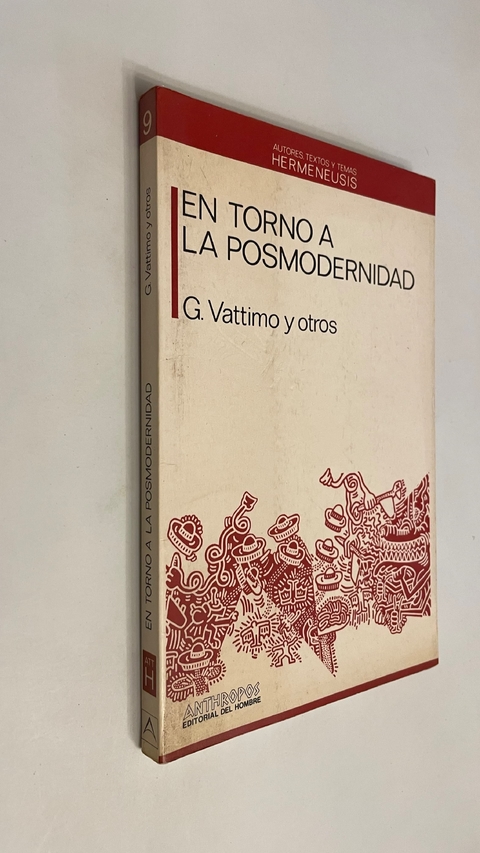 AUTORES, TEXTOS Y TEMAS
HERMENEUSIS
EN TORNO A
LA POSMODERNIDAD
G. Vattimo y otros
ANTHROPOS
EDITORIAL DEL HOMBRE
9
G. Vattimo y otros
EN TORNO A LA POSMODERNIDAD
ATT
H
A